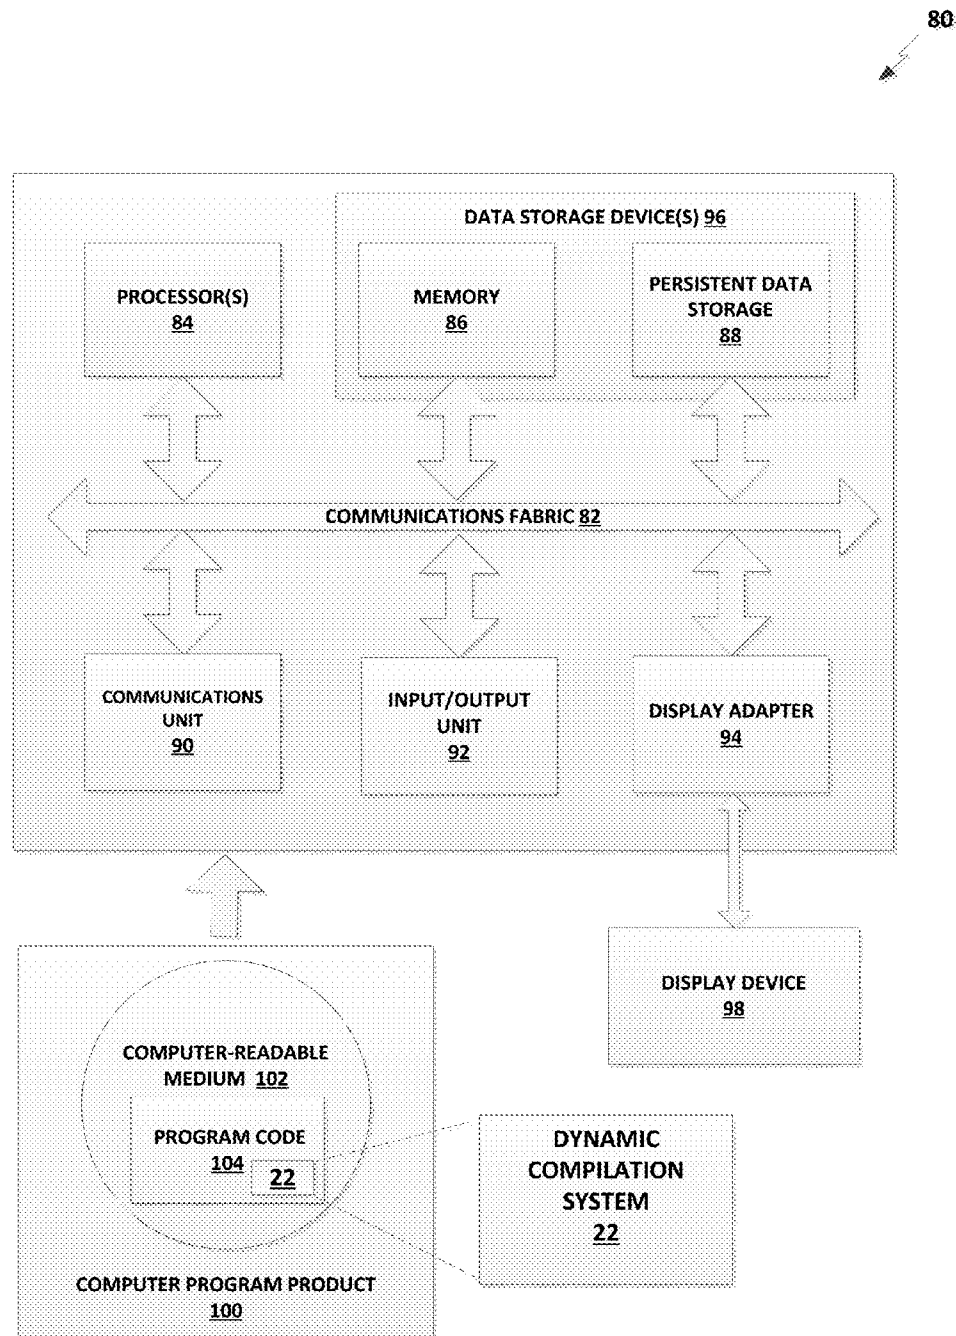 80
DATA STORAGE DEVICE(S) 96
PROCESSOR(S)
84
MEMORY
86
PERSISTENT DATA
STORAGE
88
COMMUNICATIONS FABRIC 82
COMMUNICATIONS
UNIT
90
INPUT/OUTPUT
UNIT
92
DISPLAY ADAPTER
94
DISPLAY DEVICE
98
COMPUTER-READABLE
MEDIUM 102
PROGRAM CODE
104
22
DYNAMIC
COMPILATION
SYSTEM
22
COMPUTER PROGRAM PRODUCT
100